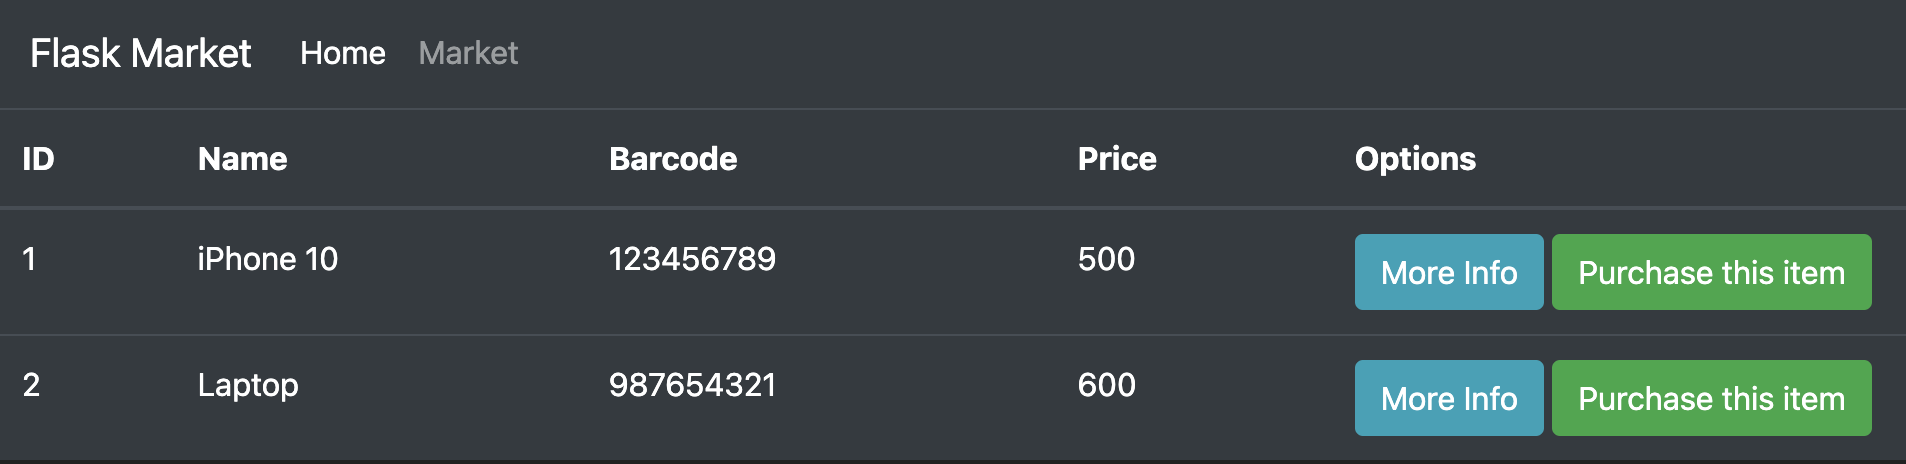 Flask Market Home Market
ID Name Barcode Price Options
1 iPhone 10 123456789 500 More Info Purchase this item
2 Laptop 987654321 600 More Info Purchase this item